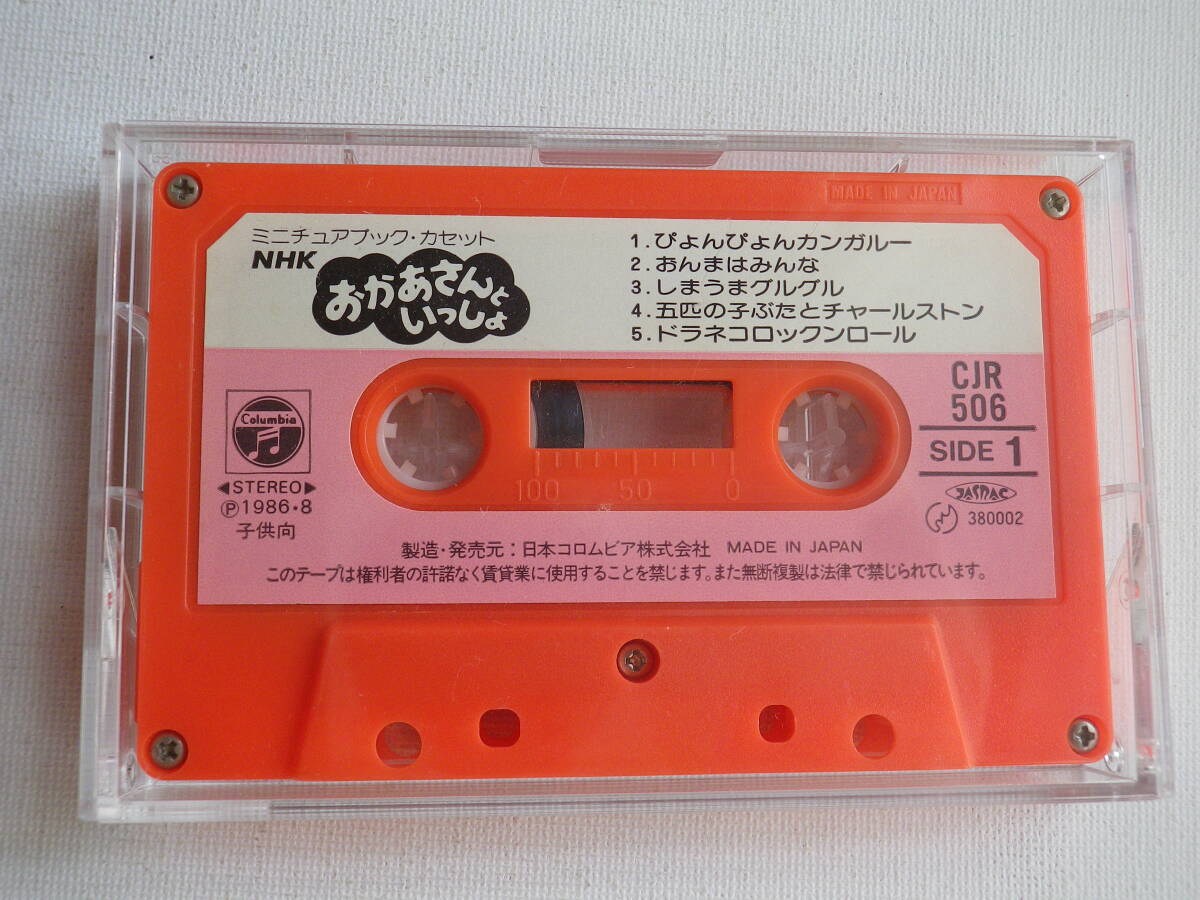 MADE IN JAPAN
ミニチュアブック・カセット
NHK
おかあさんと
いっしょ
1.ぴょんぴょんカンガルー
2.おんまはみんな
3.しまうまグルグル
4.五匹の子ぶたとチャールストン
5.ドラネコロックンロール
Columbia
◀STEREO▶
Ⓟ1986・8
子供向
100 50 0
CJR
506
SIDE 1
JASRAC
380002
製造・発売元：日本コロムビア株式会社 MADE IN JAPAN
このテープは権利者の許諾なく賃貸業に使用することを禁じます。また無断複製は法律で禁じられています。